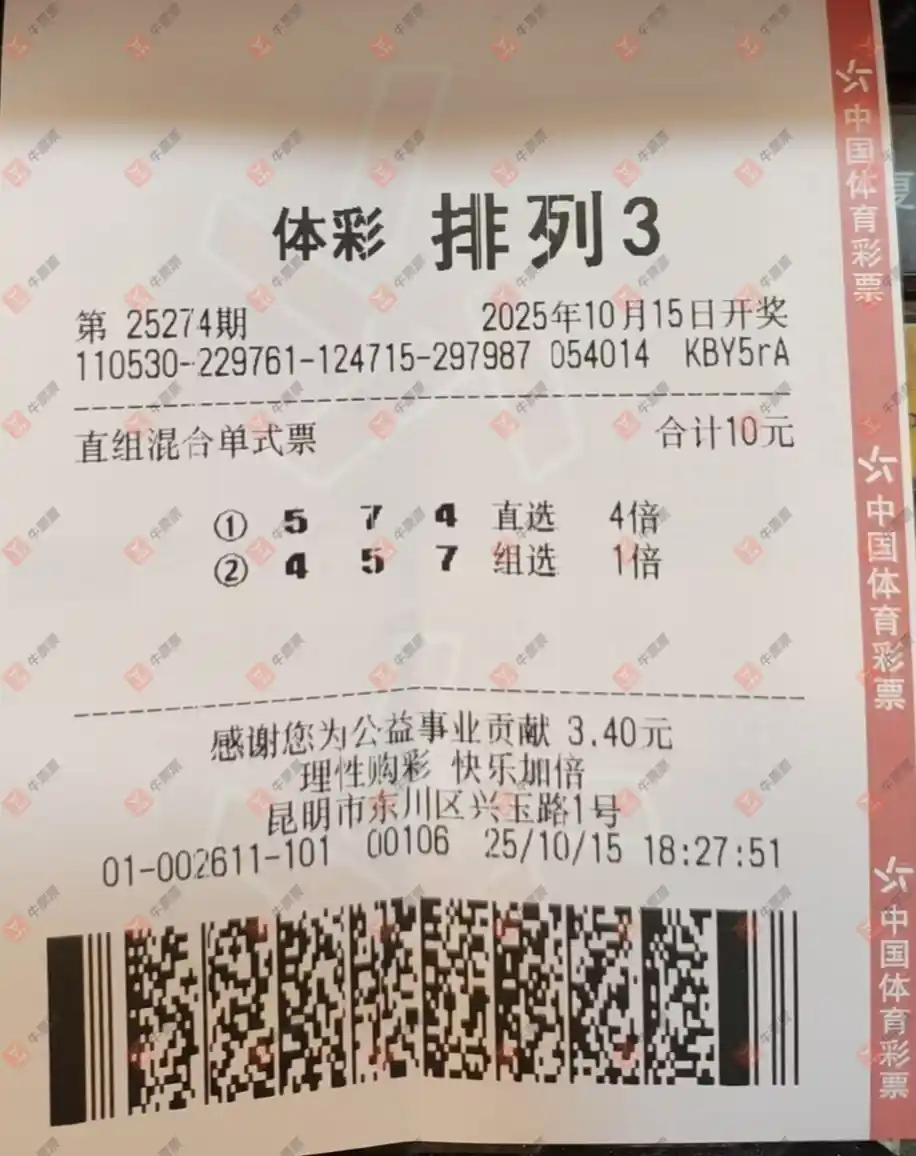 体彩 排列3
第 25274期 2025年10月15日开奖
110530-229761-124715-297987 054014 KBY5rA
直组混合单式票 合计10元
① 5 7 4 直选 4倍
② 4 5 7 组选 1倍
感谢您为公益事业贡献 3.40元
理性购彩 快乐加倍
昆明市东川区兴玉路1号
01-002611-101 00106 25/10/15 18:27:51
中国体育彩票
中国体育彩票
中国体育彩票